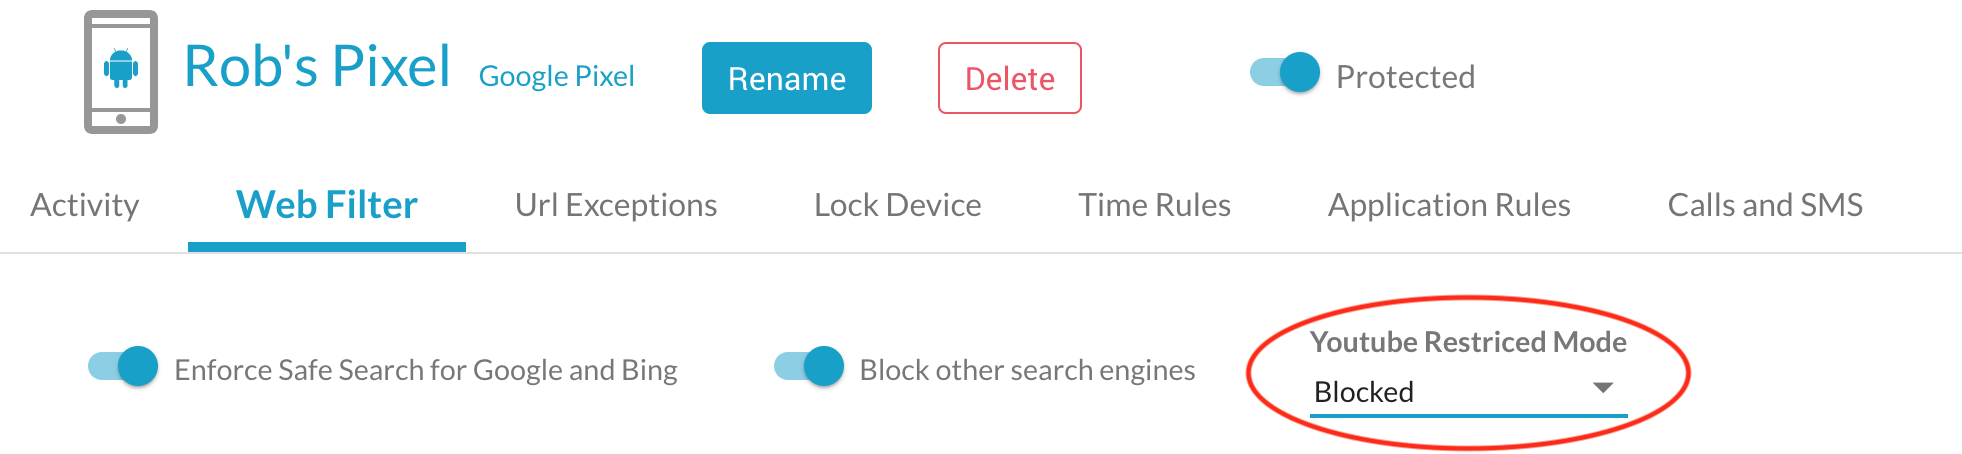 Rob's Pixel Google Pixel Rename Delete Protected
Activity Web Filter Url Exceptions Lock Device Time Rules Application Rules Calls and SMS
Youtube Restriced Mode
Enforce Safe Search for Google and Bing Block other search engines
Blocked